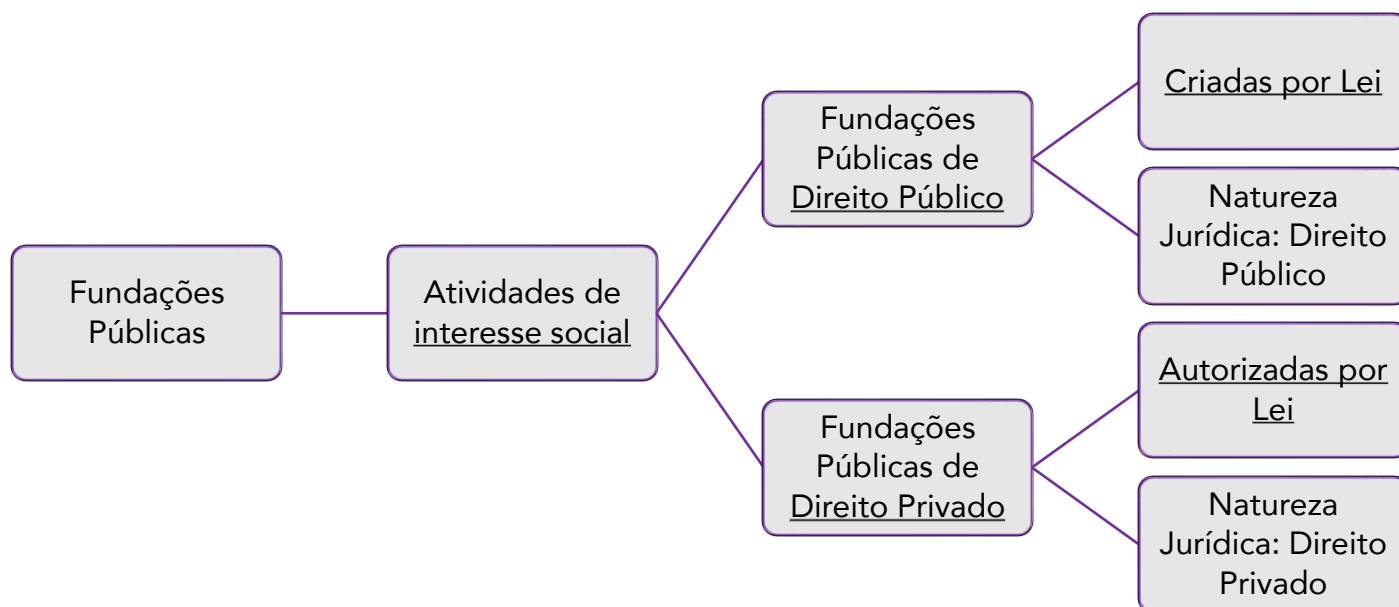 Fundações
Públicas
Atividades de
interesse social
Fundações
Públicas de
Direito Público
Criadas por Lei
Natureza
Jurídica: Direito
Público
Fundações
Públicas de
Direito Privado
Autorizadas por
Lei
Natureza
Jurídica: Direito
Privado